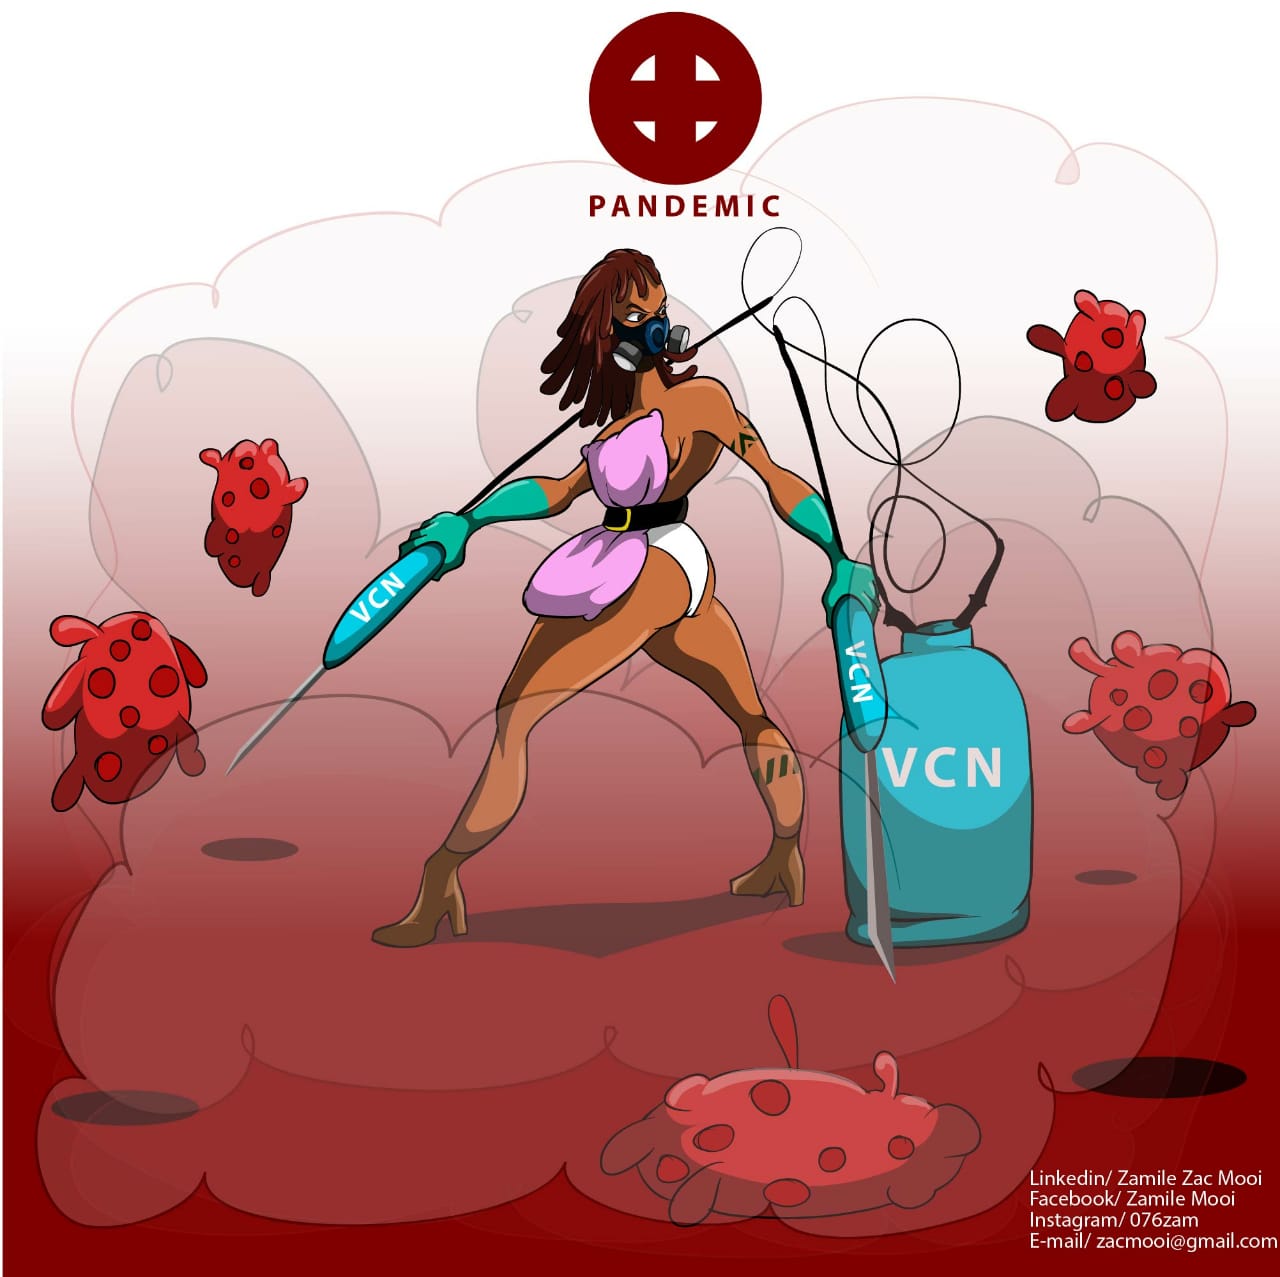 PANDEMIC
VCN
VCN
VCN
Linkedin/ Zamile Zac Mooi
Facebook/ Zamile Mooi
Instagram/ 076zam
E-mail/ zacmooi@gmail.com